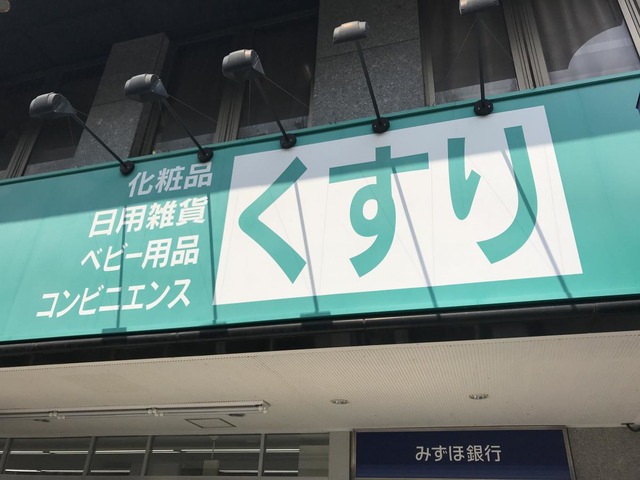 化粧品
日用雑貨
ベビー用品
コンビニエンス
くすり
みずほ銀行